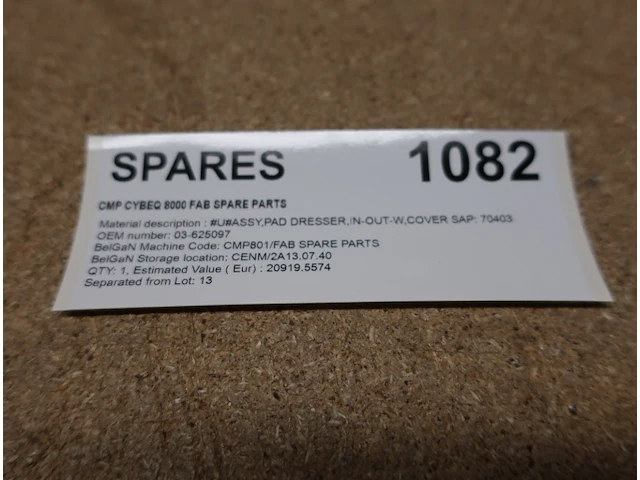 SPARES 1082
CMP CYBEQ 8000 FAB SPARE PARTS
Material description : #U#ASSY,PAD DRESSER,IN-OUT-W,COVER SAP: 70403
OEM number: 03-625097
BelGaN Machine Code: CMP801/FAB SPARE PARTS
BelGaN Storage location: CENM/2A13.07.40
QTY: 1, Estimated Value ( Eur) : 20919.5574
Separated from Lot: 13